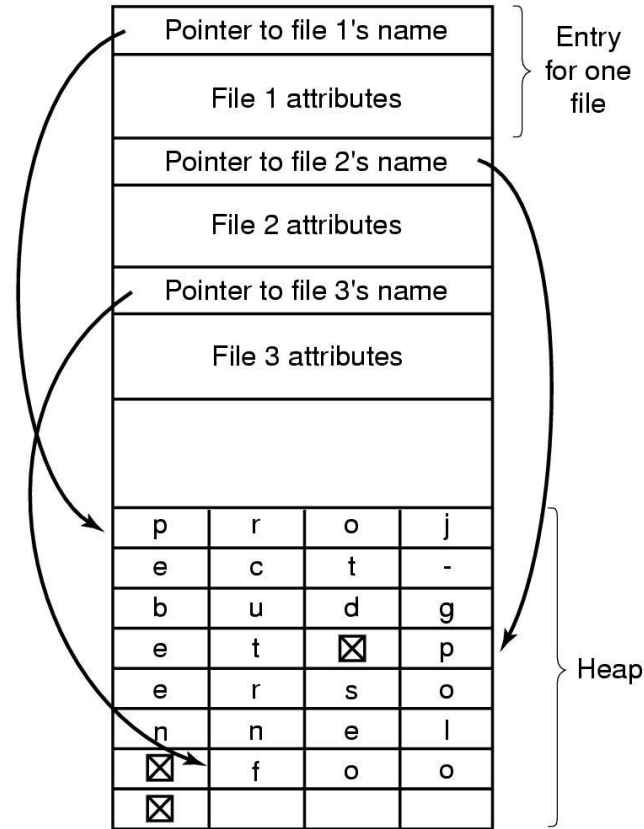 Pointer to file 1's name
Entry
for one
file
File 1 attributes
Pointer to file 2's name
File 2 attributes
Pointer to file 3's name
File 3 attributes
p r o j
e c t -
b u d g
e t ☒ p
e r s o
n n e l
☒ f o o
☒
Heap